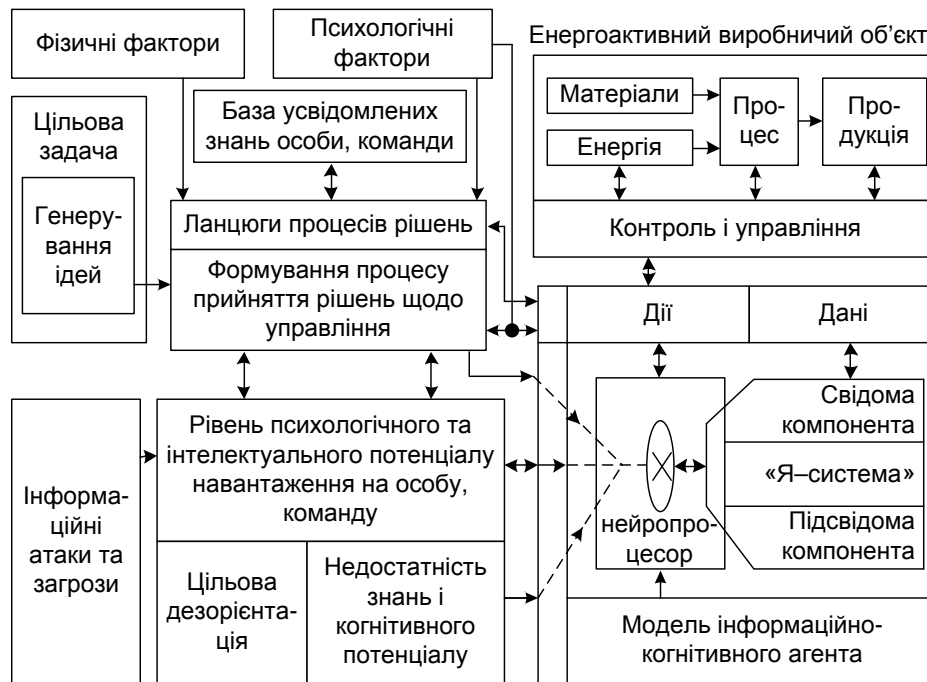 Фізичні фактори
Психологічні
фактори
Енергоактивний виробничий об’єкт
Цільова
задача
Генеру-
вання
ідей
База усвідомлених
знань особи, команди
Матеріали
Енергія
Про-
цес
Про-
дукція
Ланцюги процесів рішень
Формування процесу
прийняття рішень щодо
управління
Контроль і управління
Дії
Дані
Інформа-
ційні
атаки та
загрози
Рівень психологічного та
інтелектуального потенціалу
навантаження на особу,
команду
Цільова
дезорієнта-
ція
Недостатність
знань і
когнітивного
потенціалу
нейропро-
цесор
Свідома
компонента
«Я–система»
Підсвідома
компонента
Модель інформаційно-
когнітивного агента